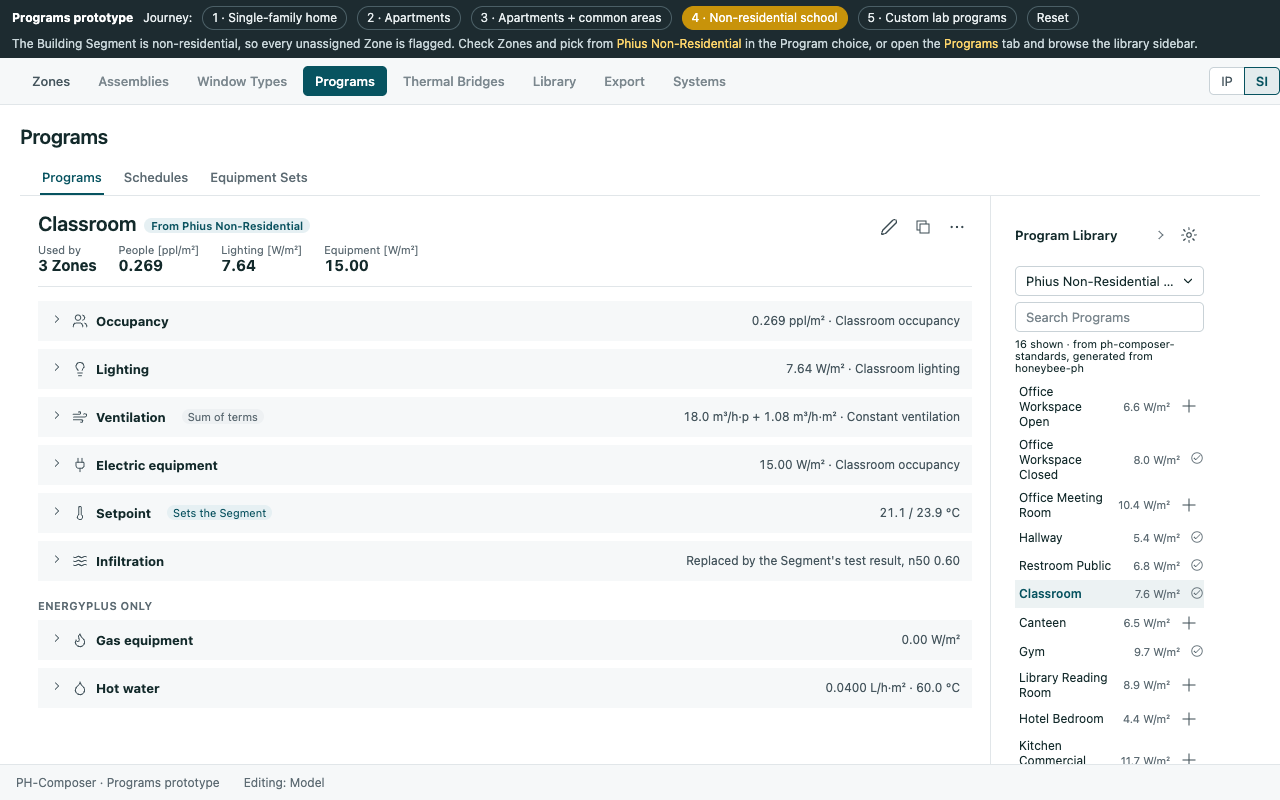 Programs prototype Journey: 1 · Single-family home 2 · Apartments 3 · Apartments + common areas 4 · Non-residential school 5 · Custom lab programs Reset
The Building Segment is non-residential, so every unassigned Zone is flagged. Check Zones and pick from Phius Non-Residential in the Program choice, or open the Programs tab and browse the library sidebar.
Zones Assemblies Window Types Programs Thermal Bridges Library Export Systems IP SI
Programs
Programs Schedules Equipment Sets
Classroom From Phius Non-Residential
Used by People [ppl/m²] Lighting [W/m²] Equipment [W/m²]
3 Zones 0.269 7.64 15.00
Occupancy 0.269 ppl/m² · Classroom occupancy
Lighting 7.64 W/m² · Classroom lighting
Ventilation Sum of terms 18.0 m³/h·p + 1.08 m³/h·m² · Constant ventilation
Electric equipment 15.00 W/m² · Classroom occupancy
Setpoint Sets the Segment 21.1 / 23.9 °C
Infiltration Replaced by the Segment's test result, n50 0.60
ENERGYPLUS ONLY
Gas equipment 0.00 W/m²
Hot water 0.0400 L/h·m² · 60.0 °C
Program Library
Phius Non-Residential ...
Search Programs
16 shown · from ph-composer-
standards, generated from
honeybee-ph
Office
Workspace 6.6 W/m²
Open
Office
Workspace 8.0 W/m²
Closed
Office Meeting
Room 10.4 W/m²
Hallway 5.4 W/m²
Restroom Public 6.8 W/m²
Classroom 7.6 W/m²
Canteen 6.5 W/m²
Gym 9.7 W/m²
Library Reading
Room 8.9 W/m²
Hotel Bedroom 4.4 W/m²
Kitchen
Commercial 11.7 W/m²
PH-Composer · Programs prototype Editing: Model